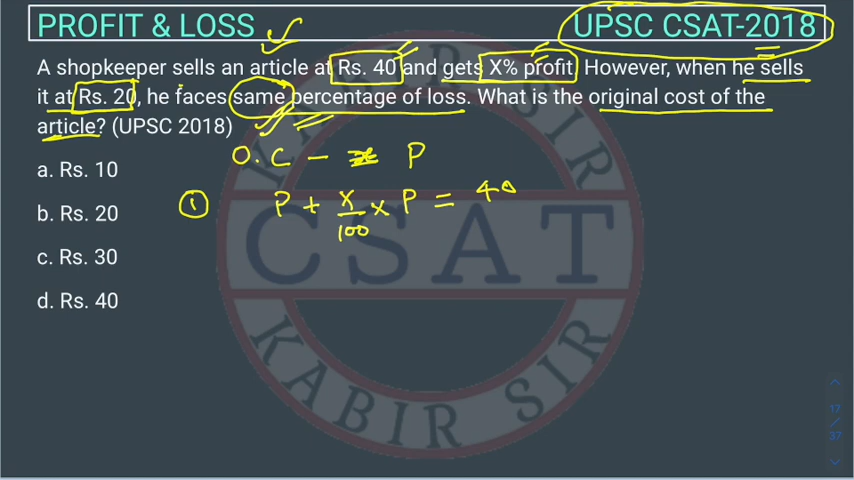 PROFIT & LOSS
UPSC CSAT-2018
A shopkeeper sells an article at Rs. 40 and gets X% profit. However, when he sells
it at Rs. 20, he faces same percentage of loss. What is the original cost of the
article? (UPSC 2018)
O.C - P
a. Rs. 10
1 P + x/100 x P = 40
b. Rs. 20
c. Rs. 30
d. Rs. 40
KABIR SIR
CSAT
KABIR SIR
17
/
37